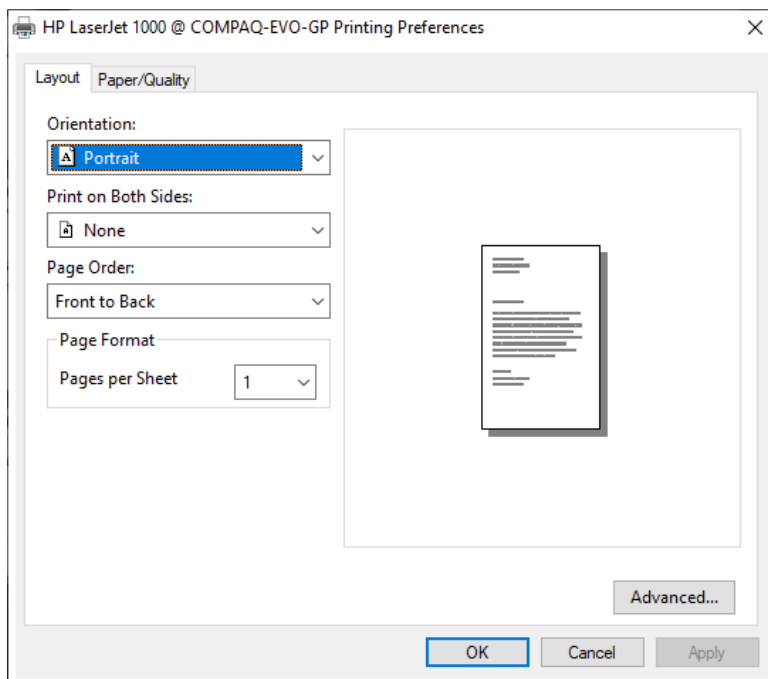 HP LaserJet 1000 @ COMPAQ-EVO-GP Printing Preferences
Layout Paper/Quality
Orientation:
A Portrait
Print on Both Sides:
None
Page Order:
Front to Back
Page Format
Pages per Sheet 1
Advanced...
OK Cancel Apply